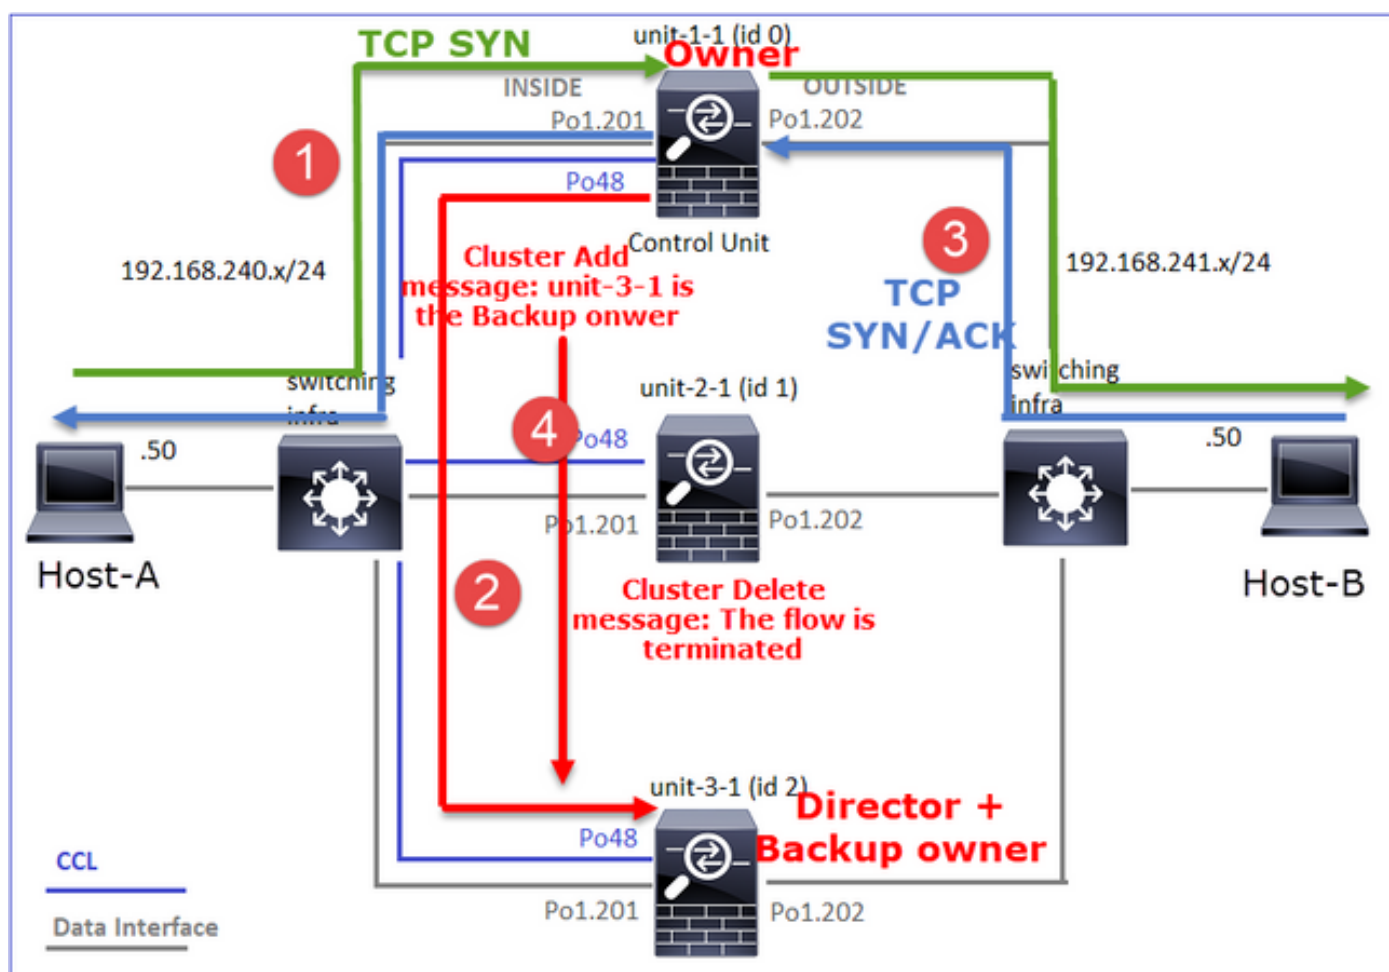 unit-1-1 (id 0)
TCP SYN
Owner
INSIDE
OUTSIDE
Po1.201
Po1.202
1
Po48
3
Control Unit
192.168.240.x/24
Cluster Add
message: unit-3-1 is
the Backup onwer
192.168.241.x/24
TCP
SYN/ACK
switching
infra
unit-2-1 (id 1)
switching
infra
4
.50
Po48
.50
Po1.201
Po1.202
Host-A
2
Cluster Delete
message: The flow is
terminated
Host-B
unit-3-1 (id 2)
Director +
Backup owner
Po48
CCL
Po1.201
Po1.202
Data Interface